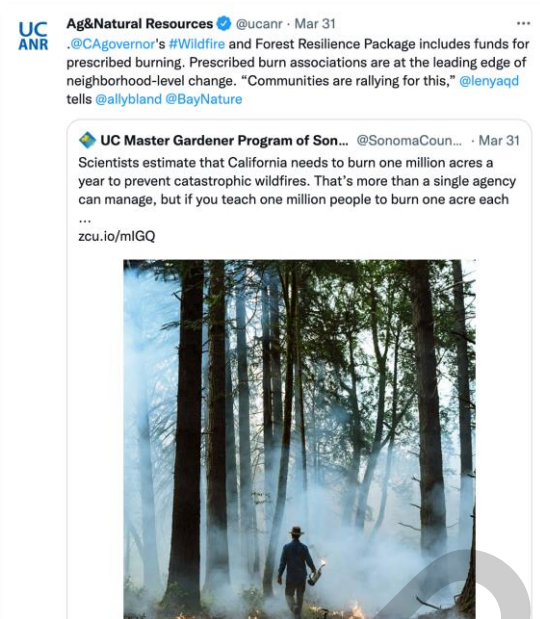 UC
ANR
Ag&Natural Resources @ucanr · Mar 31
.@CAgovernor's #Wildfire and Forest Resilience Package includes funds for
prescribed burning. Prescribed burn associations are at the leading edge of
neighborhood-level change. “Communities are rallying for this,” @lenyaqd
tells @allybland @BayNature
UC Master Gardener Program of Son... @SonomaCoun... · Mar 31
Scientists estimate that California needs to burn one million acres a
year to prevent catastrophic wildfires. That’s more than a single agency
can manage, but if you teach one million people to burn one acre each
...
zcu.io/mIGQ